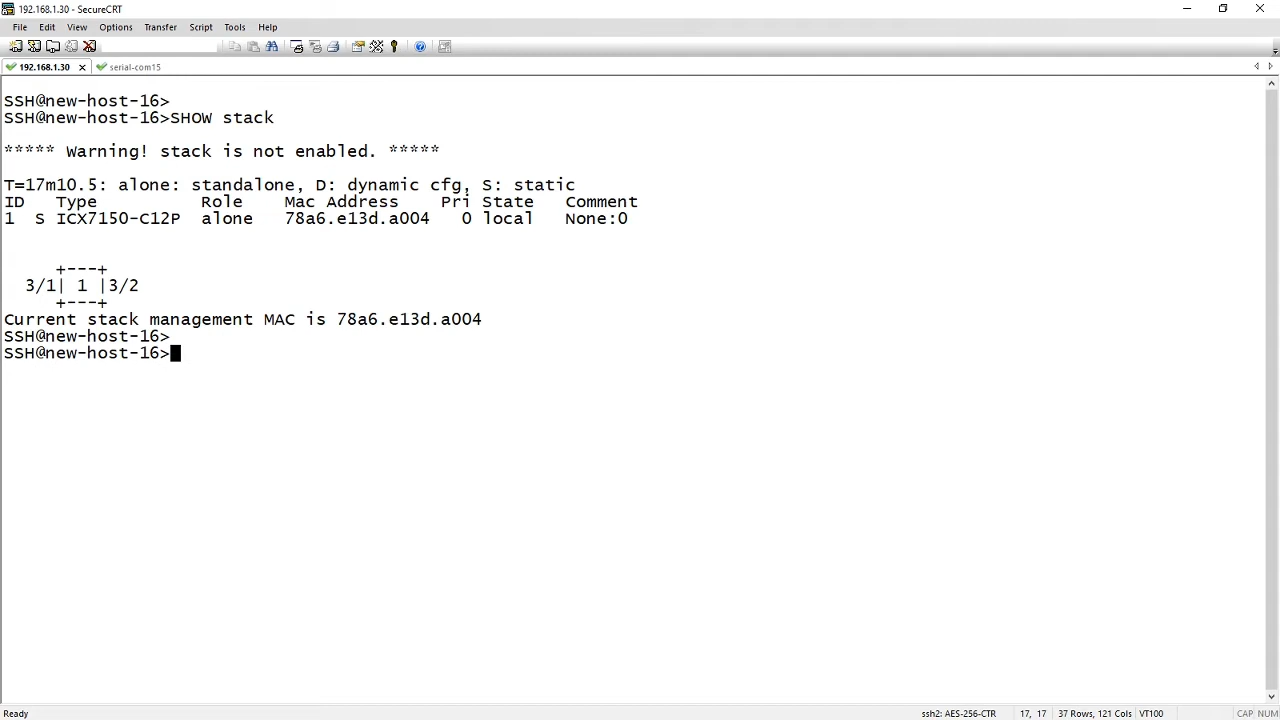 192.168.1.30 - SecureCRT
File Edit View Options Transfer Script Tools Help
192.168.1.30 serial-com15
SSH@new-host-16>
SSH@new-host-16>SHOW stack
***** Warning! stack is not enabled. *****
T=17m10.5: alone: standalone, D: dynamic cfg, S: static
ID   Type          Role      Mac Address    Pri State   Comment
1  S ICX7150-C12P  alone   78a6.e13d.a004   0 local   None:0
+---+
3/1| 1 |3/2
+---+
Current stack management MAC is 78a6.e13d.a004
SSH@new-host-16>
SSH@new-host-16>
Ready ssh2: AES-256-CTR 17, 17 37 Rows, 121 Cols VT100 CAP NUM